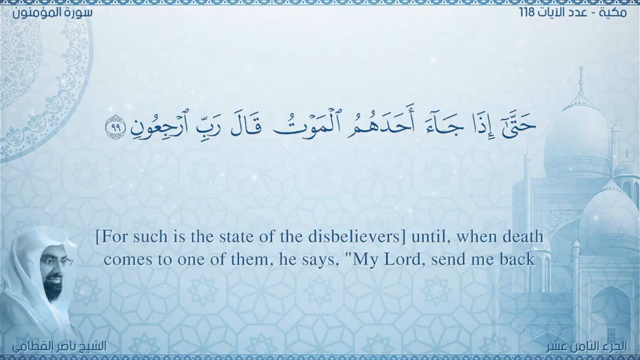 مكية - عدد الآيات 118
سورة المؤمنون
حَتَّىٰٓ إِذَا جَآءَ أَحَدَهُمُ ٱلْمَوْتُ قَالَ رَبِّ ٱرْجِعُونِ ٩٩
[For such is the state of the disbelievers] until, when death
comes to one of them, he says, "My Lord, send me back
الجزء الثامن عشر
الشيخ ناصر القطامي